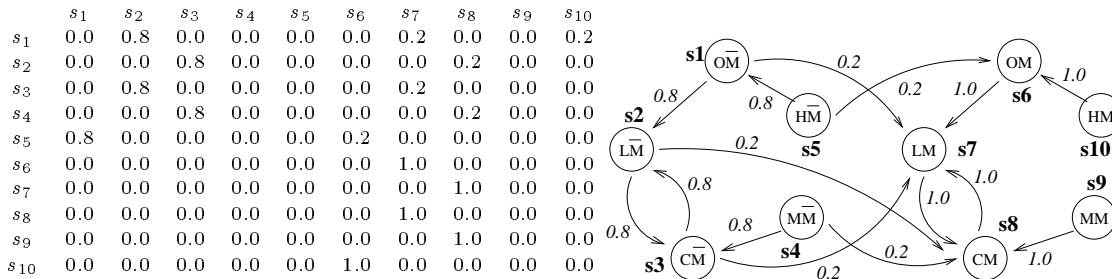 s1 s2 s3 s4 s5 s6 s7 s8 s9 s10
s1 0.0 0.8 0.0 0.0 0.0 0.0 0.2 0.0 0.0 0.2
s2 0.0 0.0 0.8 0.0 0.0 0.0 0.0 0.2 0.0 0.0
s3 0.0 0.8 0.0 0.0 0.0 0.0 0.2 0.0 0.0 0.0
s4 0.0 0.0 0.8 0.0 0.0 0.0 0.0 0.2 0.0 0.0
s5 0.8 0.0 0.0 0.0 0.0 0.2 0.0 0.0 0.0 0.0
s6 0.0 0.0 0.0 0.0 0.0 0.0 1.0 0.0 0.0 0.0
s7 0.0 0.0 0.0 0.0 0.0 0.0 0.0 1.0 0.0 0.0
s8 0.0 0.0 0.0 0.0 0.0 0.0 1.0 0.0 0.0 0.0
s9 0.0 0.0 0.0 0.0 0.0 0.0 0.0 1.0 0.0 0.0
s10 0.0 0.0 0.0 0.0 0.0 1.0 0.0 0.0 0.0 0.0
s1 OM̅ 0.2 OM 1.0
s6
0.8 0.8 0.2 1.0
s2 HM̅ HM
s5 s10
LM̅ 0.2 LM s7
0.8 1.0 1.0 s9
0.8 MM̅ 0.8 s4 0.2 s8 MM
s3 CM̅ 0.2 CM 1.0